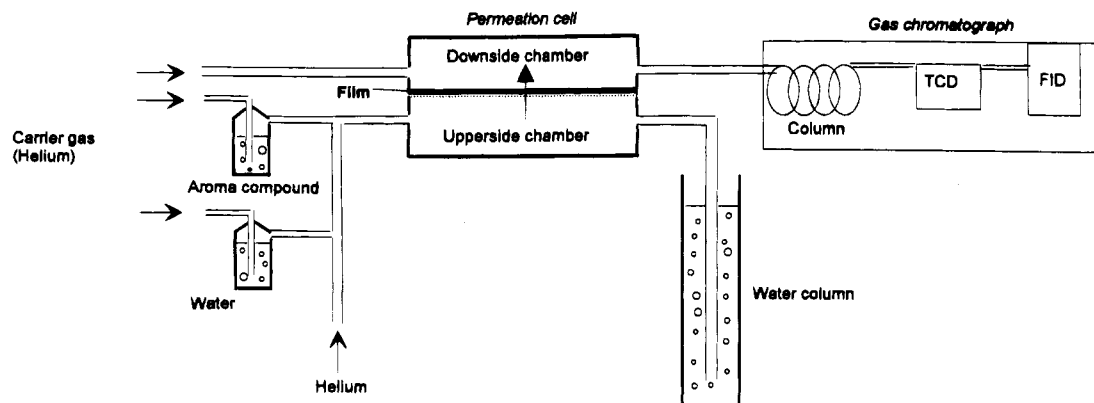 Permeation cell
Gas chromatograph
Downside chamber
Film
TCD
FID
Column
Upperside chamber
Carrier gas
(Helium)
Aroma compound
Water
Water column
Helium